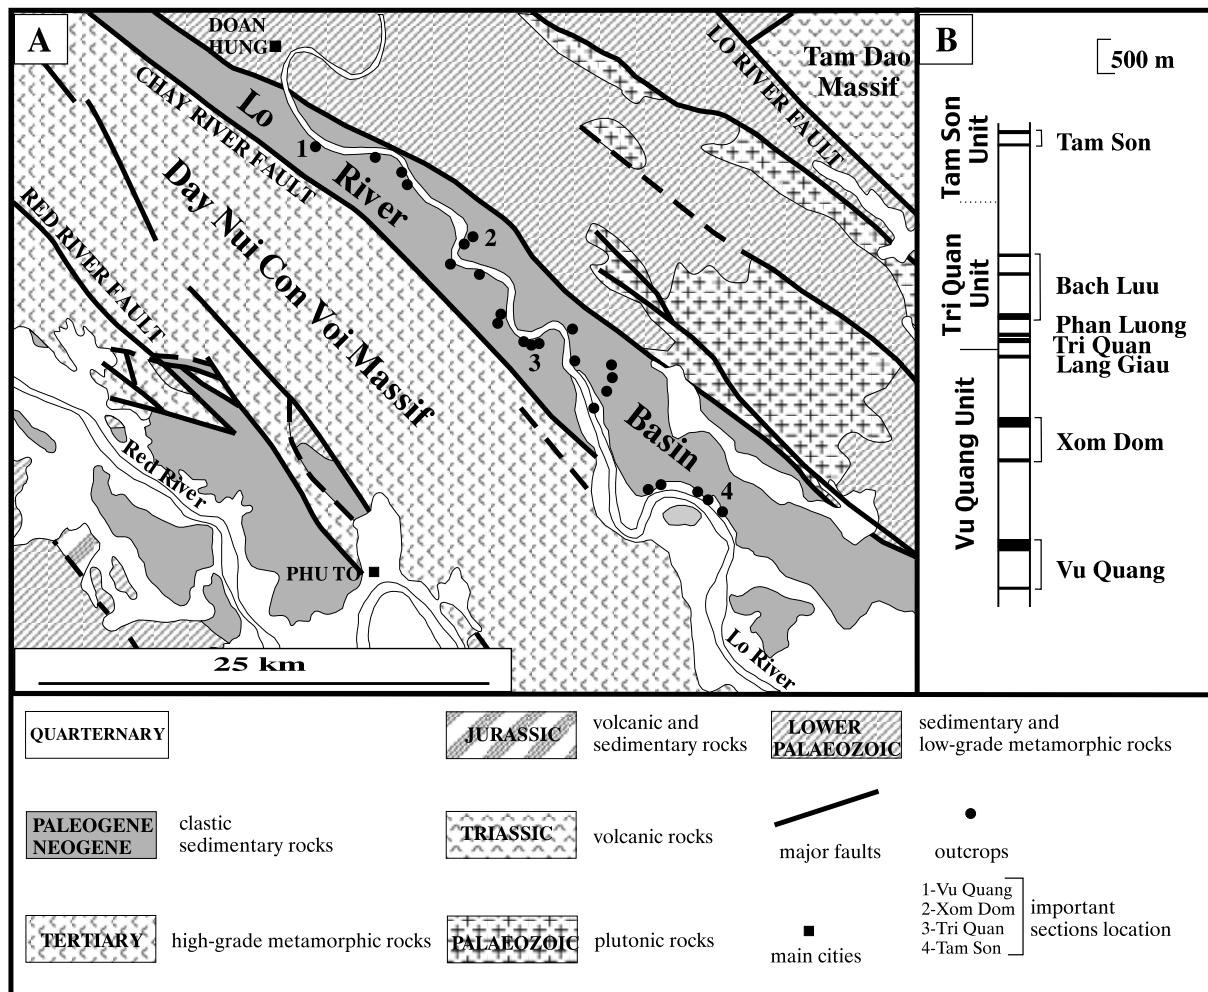 A
DOAN
HUNG
LO RIVER FAULT
Tam Dao
Massif
CHAY RIVER FAULT
Lo
River
Basin
1
2
3
4
RED RIVER FAULT
Day Nui Con Voi Massif
Red River
PHU TO
Lo River
25 km
B
500 m
Tam Son
Unit
Tri Quan
Unit
Vu Quang Unit
Tam Son
Bach Luu
Phan Luong
Tri Quan
Lang Giau
Xom Dom
Vu Quang
QUARTERNARY
JURASSIC
volcanic and
sedimentary rocks
LOWER
PALAEOZOIC
sedimentary and
low-grade metamorphic rocks
PALEOGENE
NEOGENE
clastic
sedimentary rocks
TRIASSIC
volcanic rocks
major faults
outcrops
TERTIARY
high-grade metamorphic rocks
PALAEOZOIC
plutonic rocks
main cities
1-Vu Quang
2-Xom Dom
3-Tri Quan
4-Tam Son
important
sections location